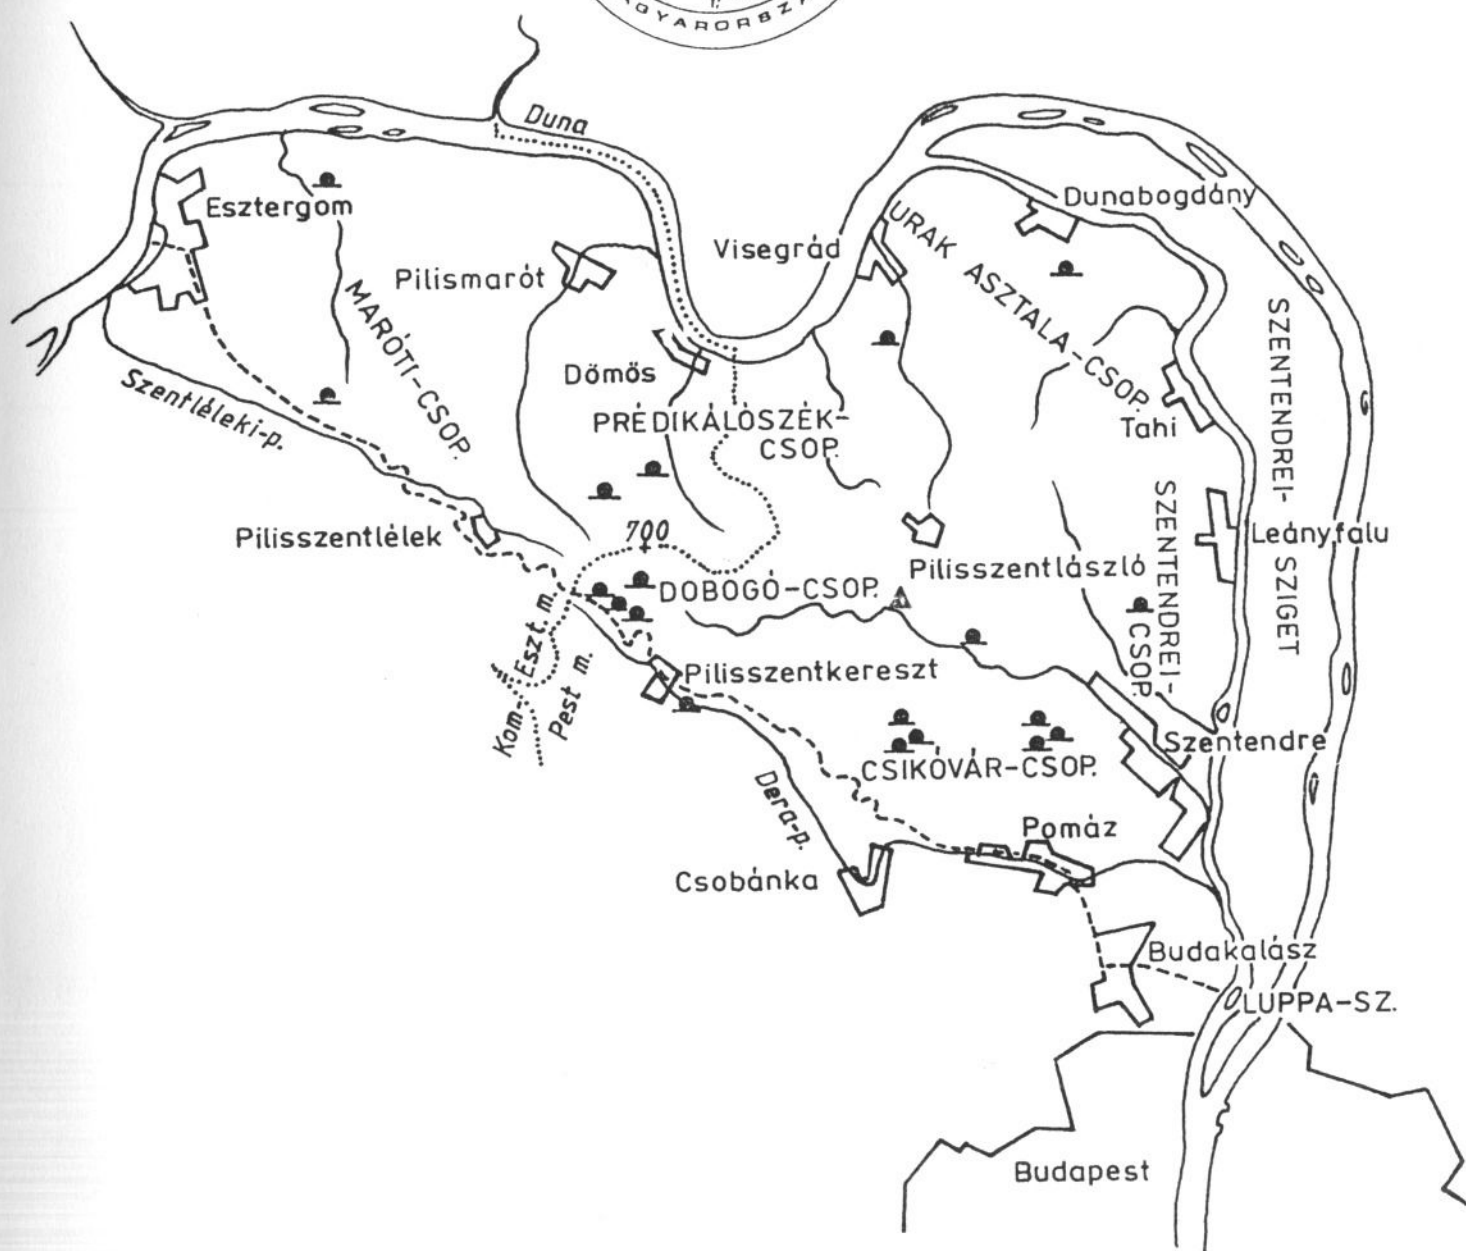 Duna
Esztergom
Dunabogdány
URAK ASZTALA-CSOP.
Visegrád
Pilismarót
MARÓTI-CSOP.
SZENTENDREI-
SZIGET
Dömös
Szentléleki-p.
PRÉDIKÁLÓSZÉK-
CSOP.
Tahi
Pilisszentlélek
700
SZENTENDREI-
CSOP.
Leányfalu
Pilisszentlászló
DOBOGÓ-CSOP.
Kom-Eszt. m.
Pest m.
Pilisszentkereszt
Szentendre
CSIKÓVÁR-CSOP.
Dera-p.
Pomáz
Csobánka
Budakalász
LUPPA-SZ.
Budapest